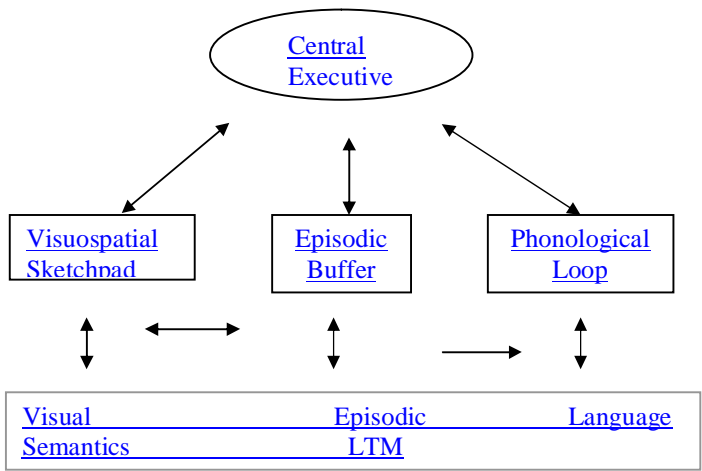 Central
Executive
Visuospatial
Sketchpad
Episodic
Buffer
Phonological
Loop
Visual Episodic Language
Semantics LTM